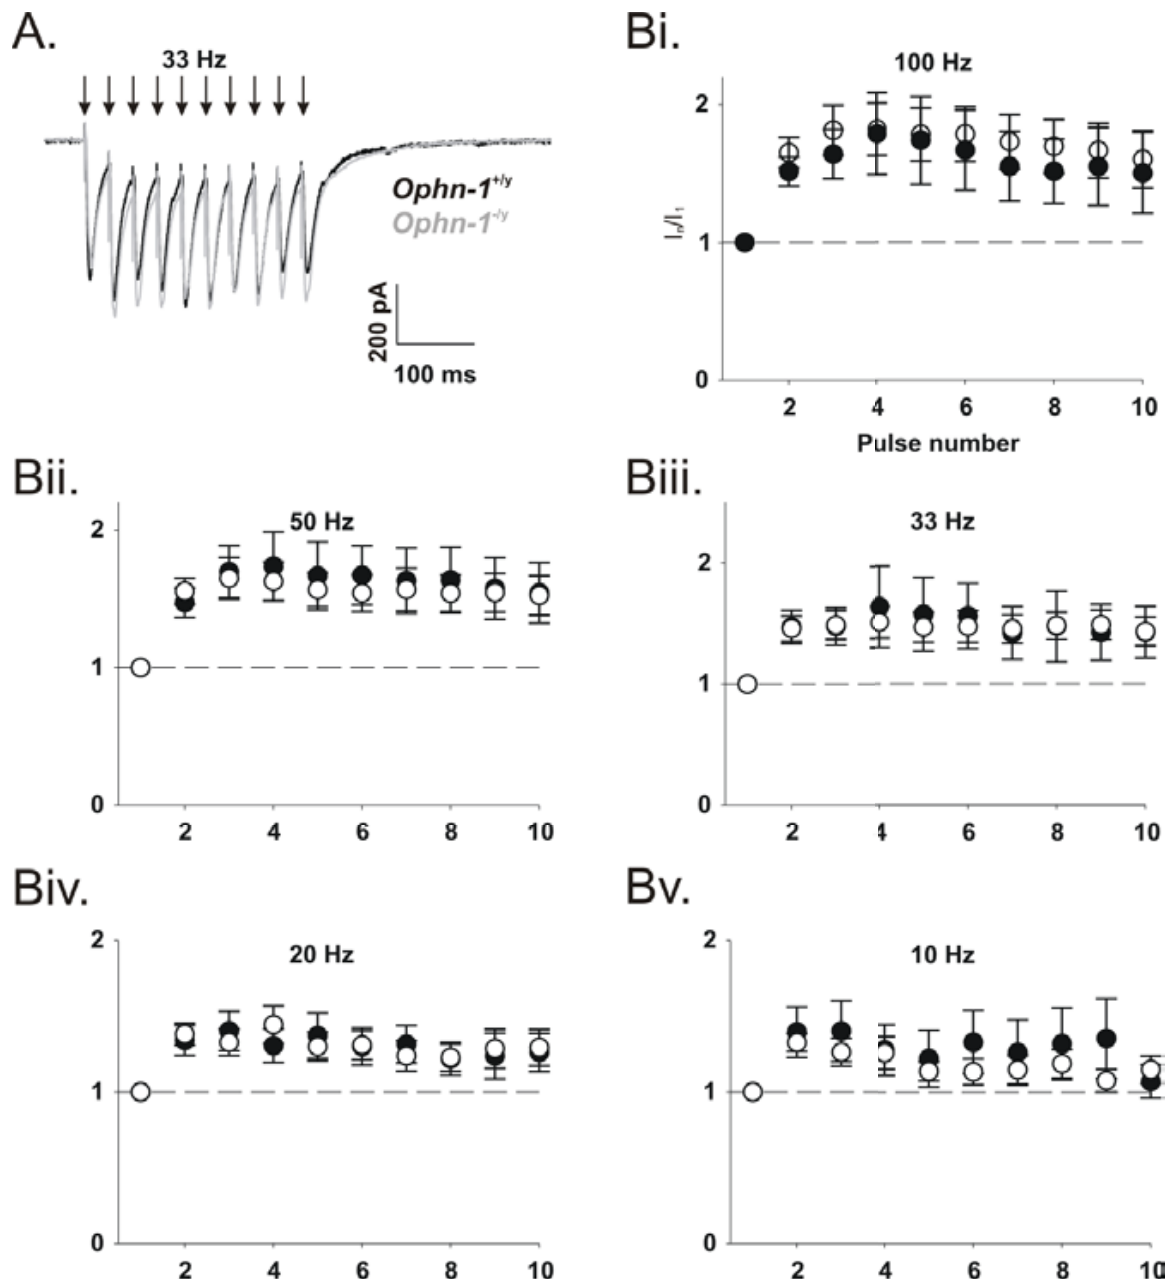 A.
33 Hz
Ophn-1+/y
Ophn-1-/y
200 pA
100 ms
Bi.
100 Hz
2
1
0
In/I1
2 4 6 8 10
Pulse number
Bii.
50 Hz
2
1
0
2 4 6 8 10
Biii.
33 Hz
2
1
0
2 4 6 8 10
Biv.
20 Hz
2
1
0
2 4 6 8 10
Bv.
10 Hz
2
1
0
2 4 6 8 10